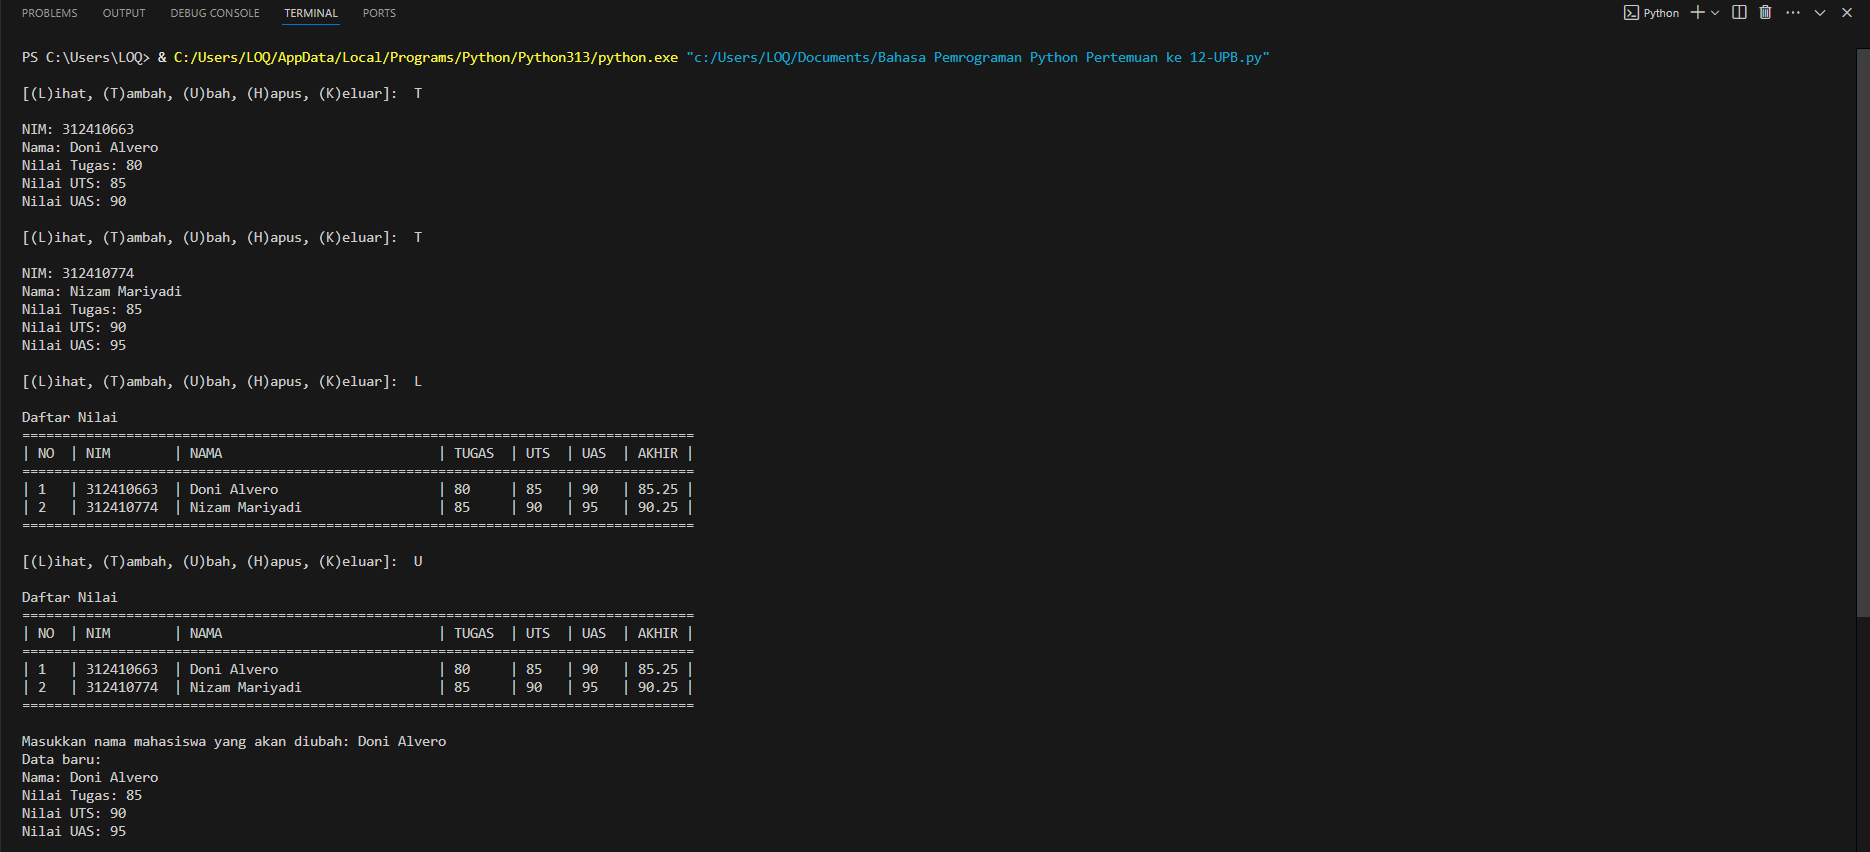 PROBLEMS OUTPUT DEBUG CONSOLE TERMINAL PORTS Python
PS C:\Users\LOQ> & C:/Users/LOQ/AppData/Local/Programs/Python/Python313/python.exe "c:/Users/LOQ/Documents/Bahasa Pemrograman Python Pertemuan ke 12-UPB.py"
[(L)ihat, (T)ambah, (U)bah, (H)apus, (K)eluar]:  T
NIM: 312410663
Nama: Doni Alvero
Nilai Tugas: 80
Nilai UTS: 85
Nilai UAS: 90
[(L)ihat, (T)ambah, (U)bah, (H)apus, (K)eluar]:  T
NIM: 312410774
Nama: Nizam Mariyadi
Nilai Tugas: 85
Nilai UTS: 90
Nilai UAS: 95
[(L)ihat, (T)ambah, (U)bah, (H)apus, (K)eluar]:  L
Daftar Nilai
====================================================================================
| NO  | NIM        | NAMA                           | TUGAS  | UTS  | UAS  | AKHIR |
====================================================================================
| 1   | 312410663  | Doni Alvero                    | 80     | 85   | 90   | 85.25 |
| 2   | 312410774  | Nizam Mariyadi                 | 85     | 90   | 95   | 90.25 |
====================================================================================
[(L)ihat, (T)ambah, (U)bah, (H)apus, (K)eluar]:  U
Daftar Nilai
====================================================================================
| NO  | NIM        | NAMA                           | TUGAS  | UTS  | UAS  | AKHIR |
====================================================================================
| 1   | 312410663  | Doni Alvero                    | 80     | 85   | 90   | 85.25 |
| 2   | 312410774  | Nizam Mariyadi                 | 85     | 90   | 95   | 90.25 |
====================================================================================
Masukkan nama mahasiswa yang akan diubah: Doni Alvero
Data baru:
Nama: Doni Alvero
Nilai Tugas: 85
Nilai UTS: 90
Nilai UAS: 95